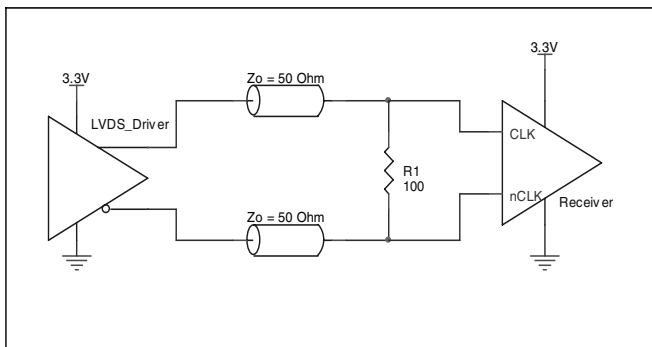 3.3V
LVDS_Driver
Zo = 50 Ohm
Zo = 50 Ohm
R1
100
3.3V
CLK
nCLK
Receiver